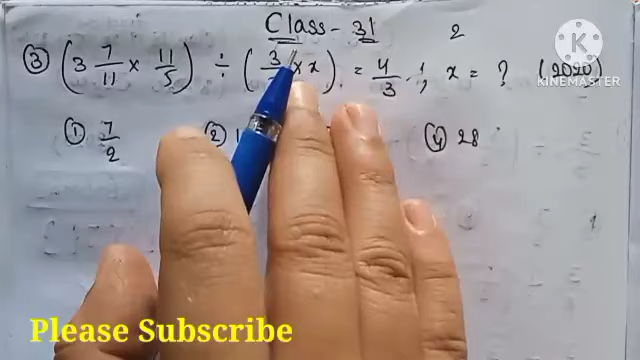 Class - 31 2
③ (3 7/11 × 11/5) ÷ (3/ × x) = 4/3 ; x = ? (2020)
① 7/2 ② 1 ④ 28
KINEMASTER
Please Subscribe